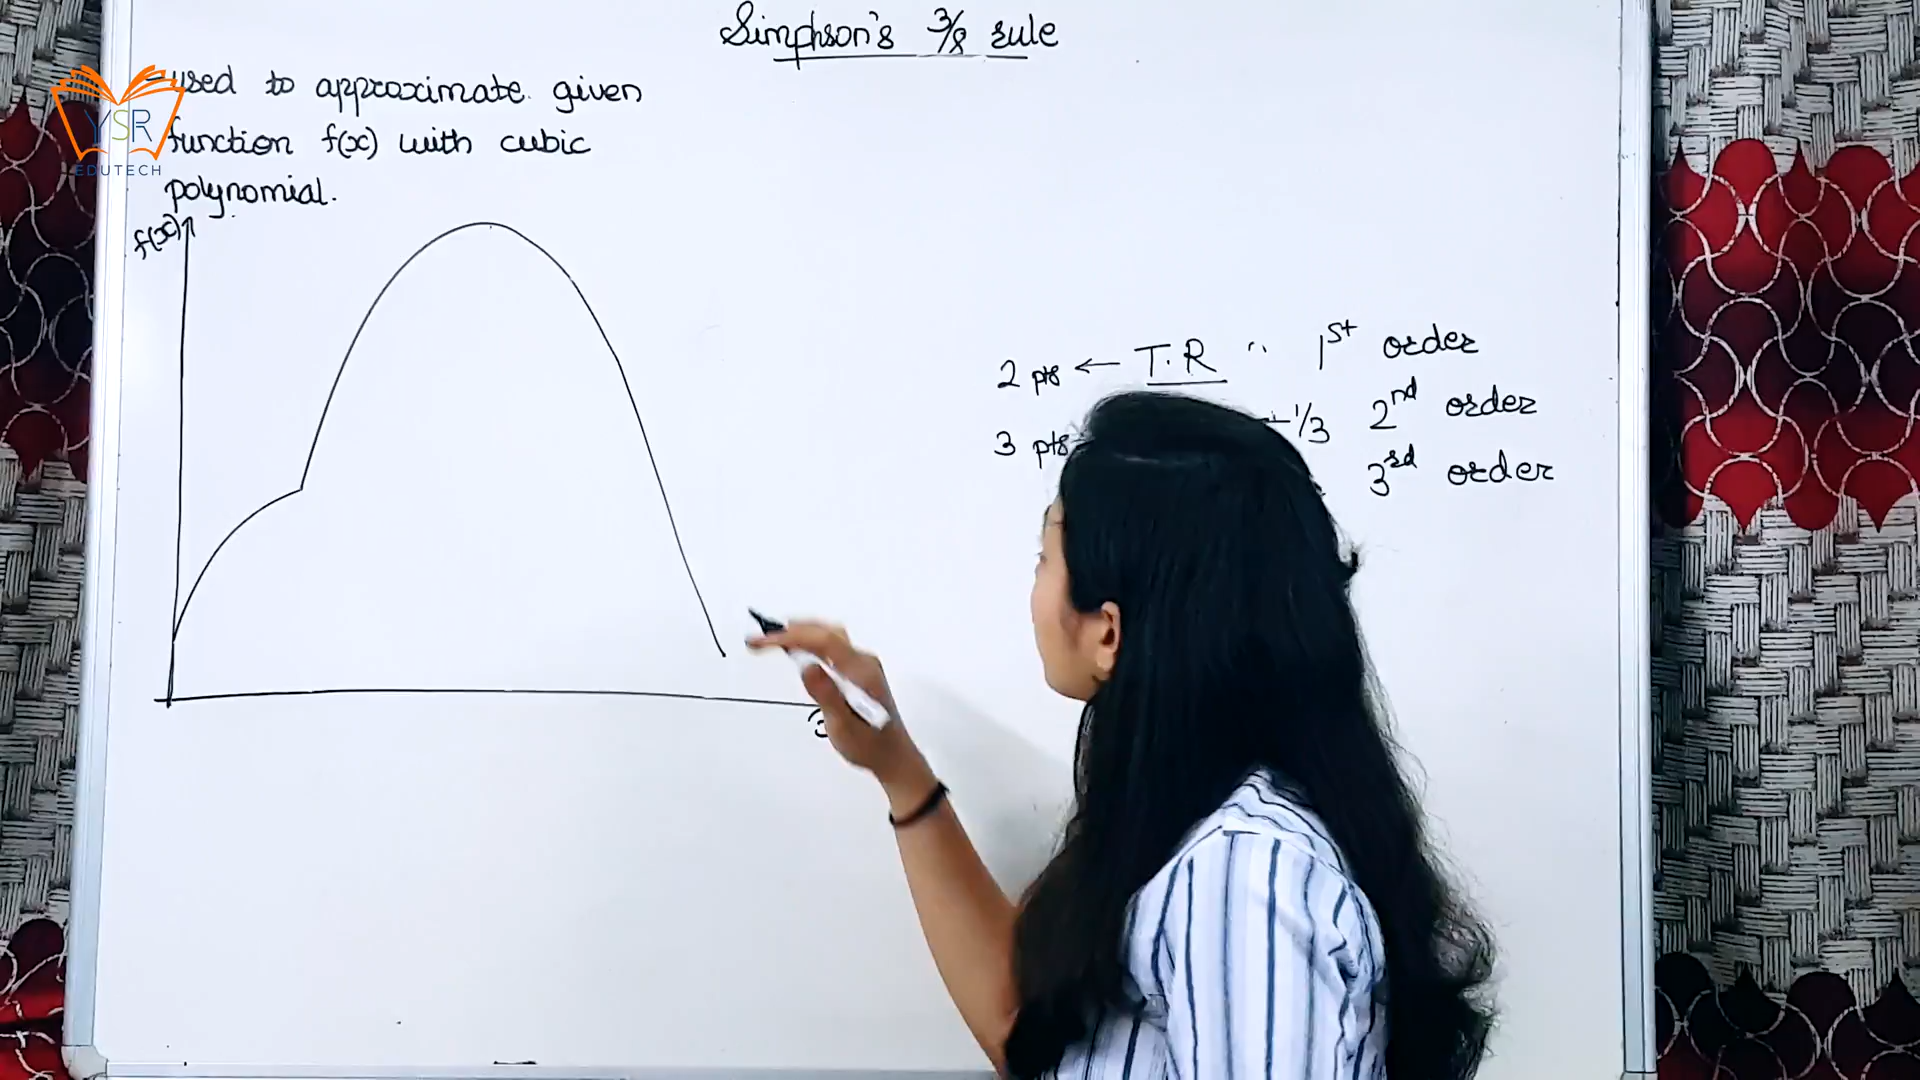 Simphson's 3/8 rule
- used to approximate given
function f(x) with cubic
polynomial.
YSR
EDUTECH
f(x)
2 pts ← T.R 1st order
3 pts 1/3 2nd order
3rd order